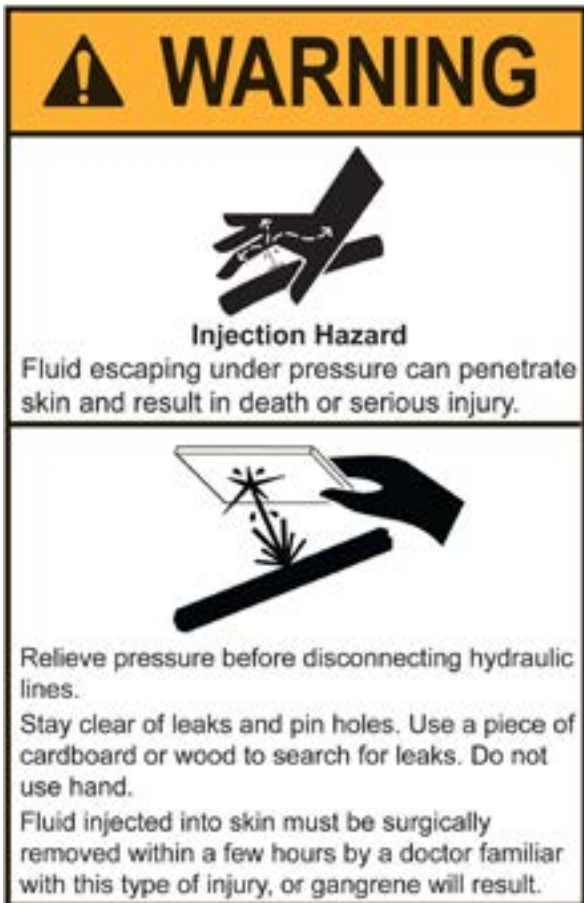 WARNING
Injection Hazard
Fluid escaping under pressure can penetrate
skin and result in death or serious injury.
Relieve pressure before disconnecting hydraulic
lines.
Stay clear of leaks and pin holes. Use a piece of
cardboard or wood to search for leaks. Do not
use hand.
Fluid injected into skin must be surgically
removed within a few hours by a doctor familiar
with this type of injury, or gangrene will result.